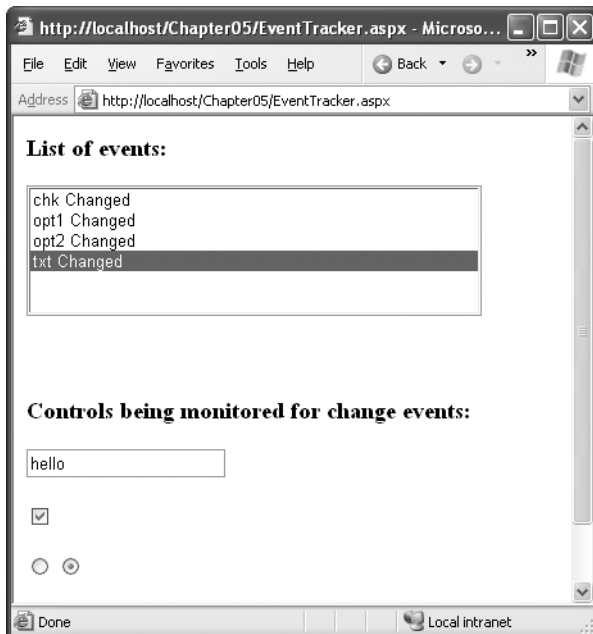 http://localhost/Chapter05/EventTracker.aspx - Microso...
File Edit View Favorites Tools Help Back »
Address http://localhost/Chapter05/EventTracker.aspx
List of events:
chk Changed
opt1 Changed
opt2 Changed
txt Changed
Controls being monitored for change events:
hello
Done Local intranet